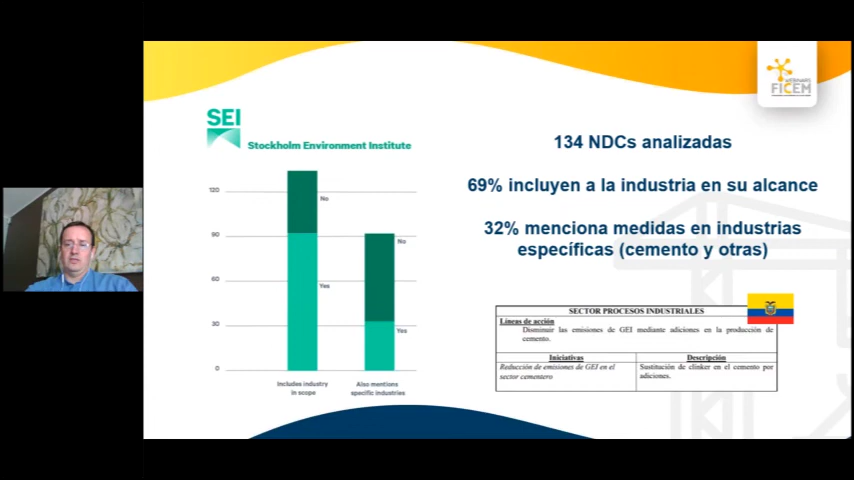 WEBINARS
FICEM
SEI
Stockholm Environment Institute
120
90
60
30
0
No
Yes
No
Yes
Includes industry
in scope
Also mentions
specific industries
134 NDCs analizadas
69% incluyen a la industria en su alcance
32% menciona medidas en industrias
específicas (cemento y otras)
SECTOR PROCESOS INDUSTRIALES
Líneas de acción
Disminuir las emisiones de GEI mediante adiciones en la producción de
cemento.
Iniciativas
Descripción
Reducción de emisiones de GEI en el
sector cementero
Sustitución de clinker en el cemento por
adiciones.